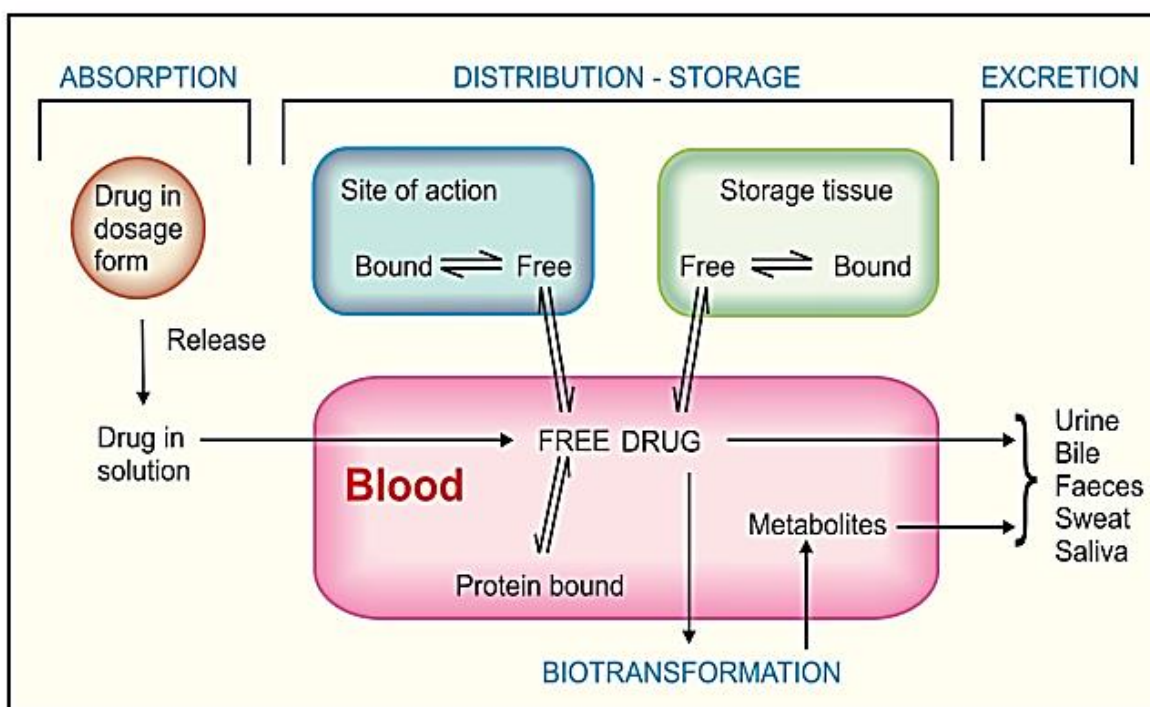 ABSORPTION
DISTRIBUTION - STORAGE
EXCRETION
Drug in
dosage
form
Release
Drug in
solution
Site of action
Bound
Free
Storage tissue
Free
Bound
FREE DRUG
Blood
Protein bound
Metabolites
BIOTRANSFORMATION
Urine
Bile
Faeces
Sweat
Saliva